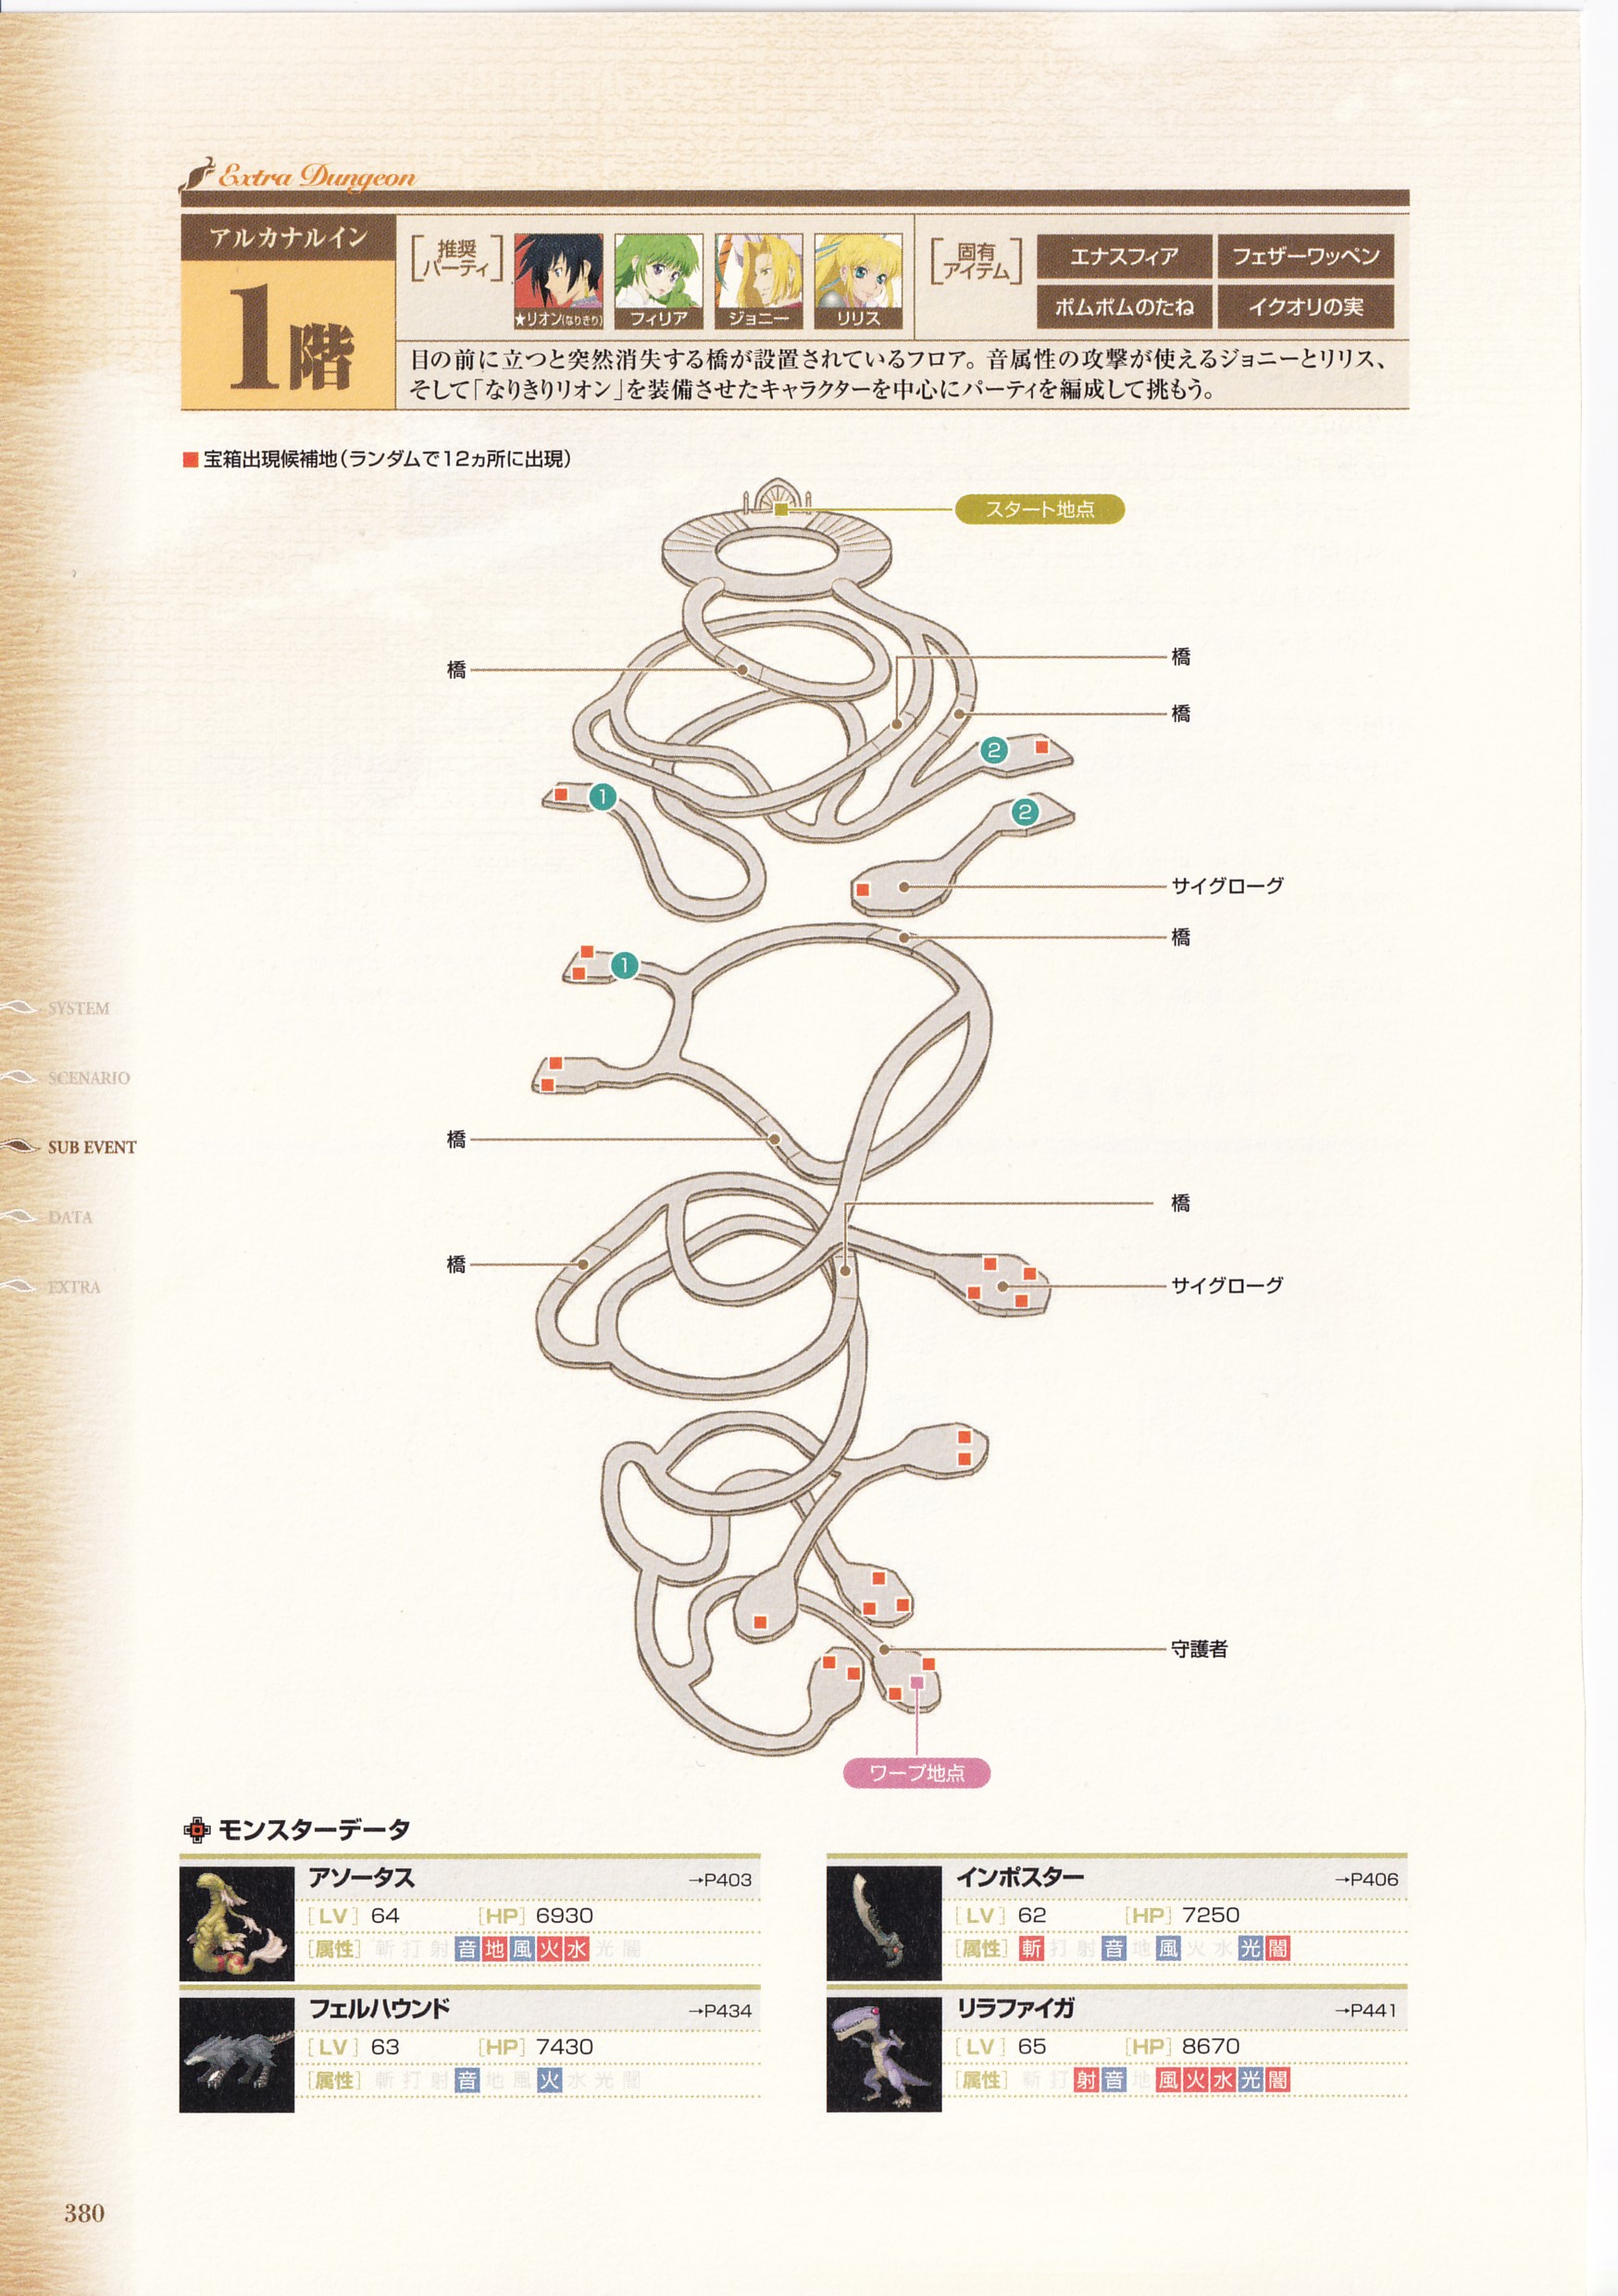 Extra Dungeon
アルカナルイン
1階
推奨
パーティ
★リオン(なりきり)
フィリア
ジョニー
リリス
固有
アイテム
エナスフィア
フェザーワッペン
ポムポムのたね
イクオリの実
目の前に立つと突然消失する橋が設置されているフロア。音属性の攻撃が使えるジョニーとリリス、
そして「なりきりリオン」を装備させたキャラクターを中心にパーティを編成して挑もう。
■宝箱出現候補地(ランダムで12ヵ所に出現)
スタート地点
橋
橋
橋
2
1
2
サイグローグ
橋
1
橋
橋
橋
サイグローグ
守護者
ワープ地点
SYSTEM
SCENARIO
SUB EVENT
DATA
EXTRA
モンスターデータ
アソータス →P403
[LV] 64 [HP] 6930
[属性] 斬 打 射 音 地 風 火 水 光 闇
インポスター →P406
[LV] 62 [HP] 7250
[属性] 斬 打 射 音 地 風 火 水 光 闇
フェルハウンド →P434
[LV] 63 [HP] 7430
[属性] 斬 打 射 音 地 風 火 水 光 闇
リラファイガ →P441
[LV] 65 [HP] 8670
[属性] 斬 打 射 音 地 風 火 水 光 闇
380